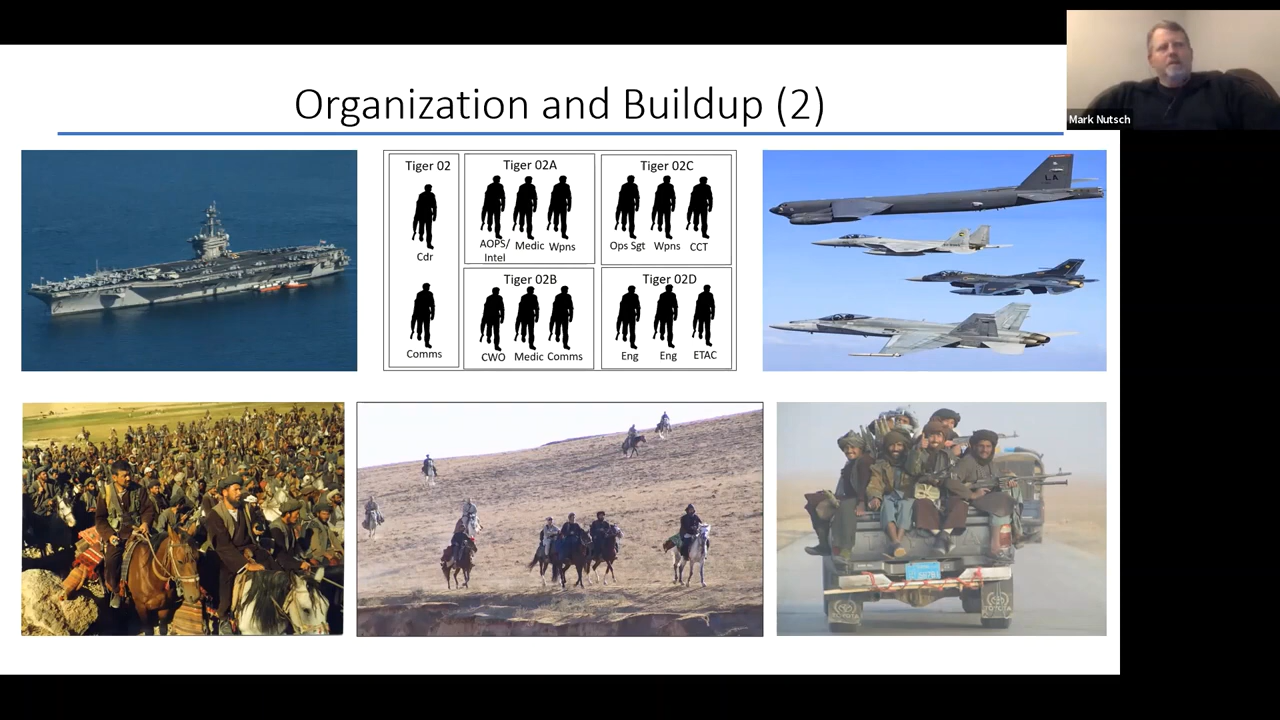 Organization and Buildup (2)
Mark Nutsch
Tiger 02
Cdr
Comms
Tiger 02A
AOPS/ Medic Wpns
Intel
Tiger 02C
Ops Sgt Wpns CCT
Tiger 02B
CWO Medic Comms
Tiger 02D
Eng Eng ETAC
LA
TOYOTA